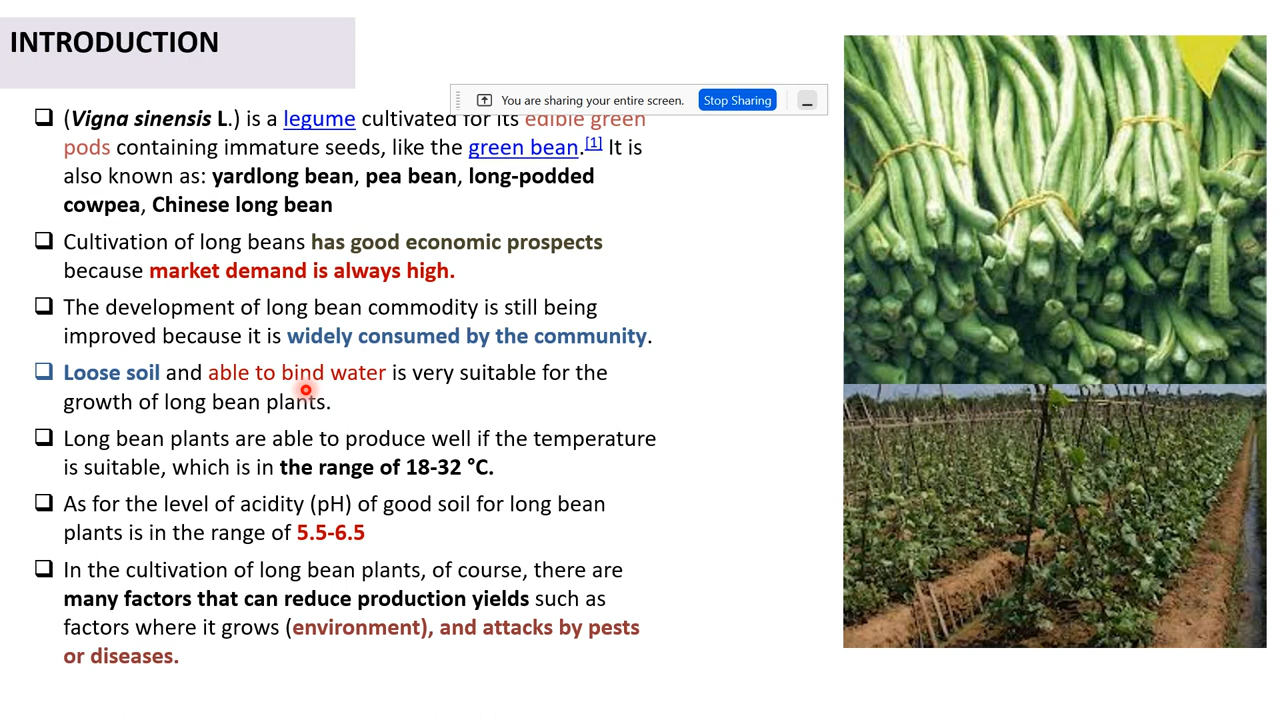 INTRODUCTION
You are sharing your entire screen. Stop Sharing
❑ (Vigna sinensis L.) is a legume cultivated for its edible green
pods containing immature seeds, like the green bean.[1] It is
also known as: yardlong bean, pea bean, long-podded
cowpea, Chinese long bean
❑ Cultivation of long beans has good economic prospects
because market demand is always high.
❑ The development of long bean commodity is still being
improved because it is widely consumed by the community.
❑ Loose soil and able to bind water is very suitable for the
growth of long bean plants.
❑ Long bean plants are able to produce well if the temperature
is suitable, which is in the range of 18-32 °C.
❑ As for the level of acidity (pH) of good soil for long bean
plants is in the range of 5.5-6.5
❑ In the cultivation of long bean plants, of course, there are
many factors that can reduce production yields such as
factors where it grows (environment), and attacks by pests
or diseases.